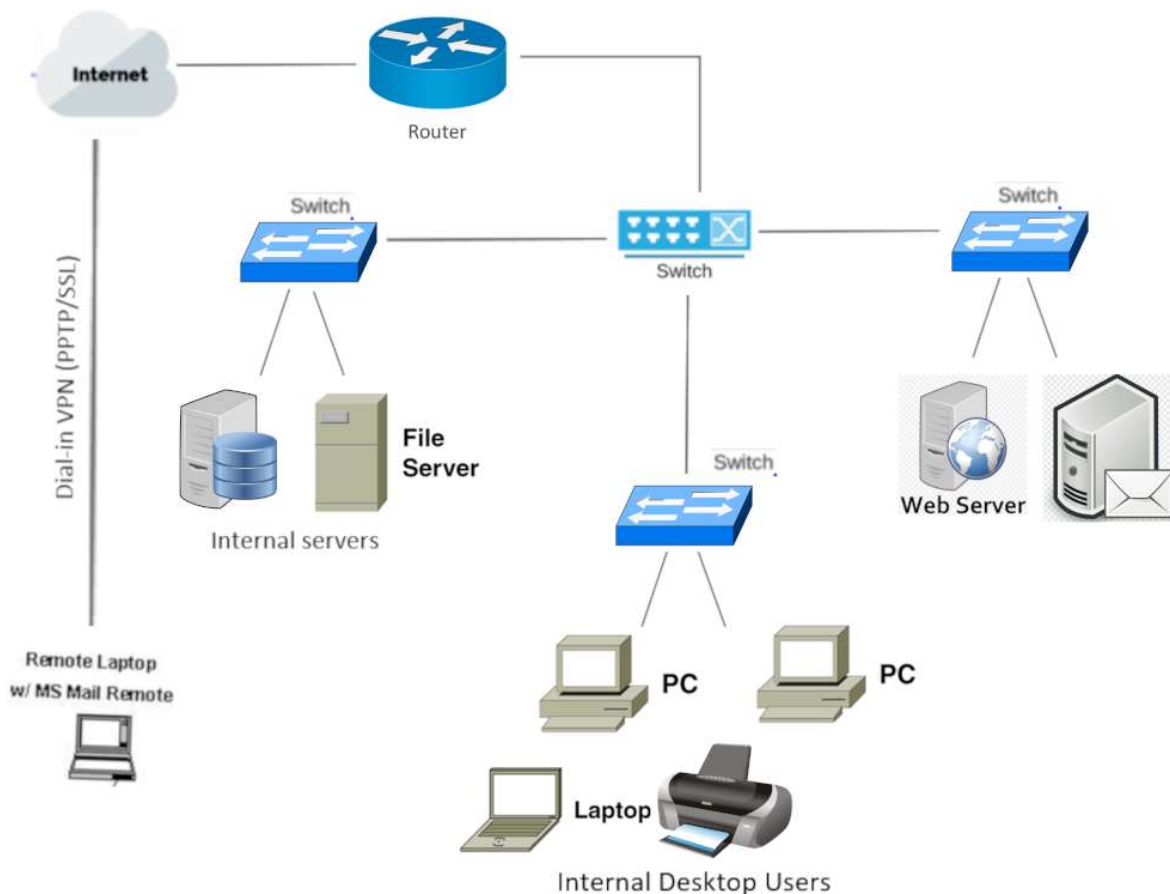 Internet
Router
Switch
Switch
Switch
Dial-in VPN (PPTP/SSL)
File
Server
Web Server
Internal servers
Switch
Remote Laptop
w/ MS Mail Remote
PC
PC
Laptop
Internal Desktop Users